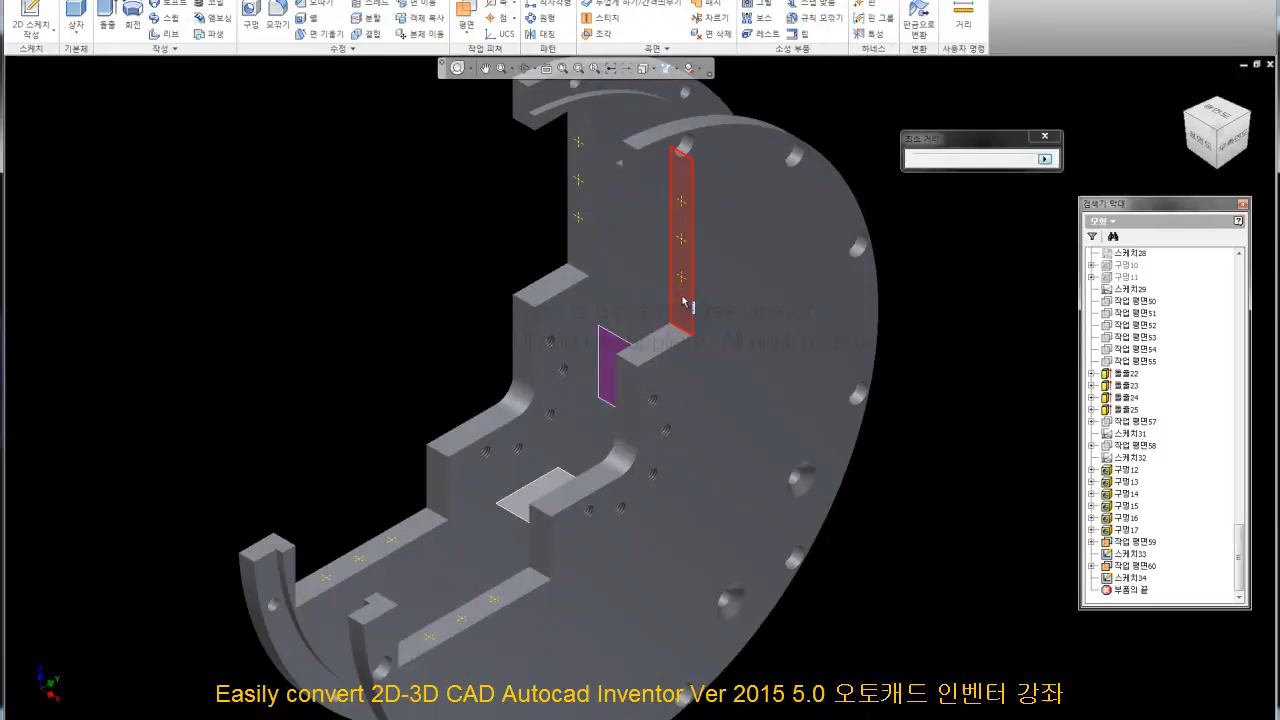 2D 스케치
작성
스케치
상자
기본체
돌출
회전
스윕
리브
엠보싱
파생
작성
구멍
모깎기
쉘
면 기울기
분할
결합
객체 복사
본체 이동
수정
평면
점
UCS
작업 피쳐
원형
대칭
패턴
스티치
조각
자르기
면 삭제
곡면
보스
레스트
규칙 모깎기
립
소성 부품
핀 그룹
특성
하네스
판금으로
변환
변환
거리
사용자 명령
최소 거리
검색기 막대
모형
스케치28
구멍10
구멍11
스케치29
작업 평면50
작업 평면51
작업 평면52
작업 평면53
작업 평면54
작업 평면55
돌출22
돌출23
돌출24
돌출25
작업 평면57
스케치31
작업 평면58
스케치32
구멍12
구멍13
구멍14
구멍15
구멍16
구멍17
작업 평면59
스케치33
작업 평면60
스케치34
부품의 끝
Easily convert 2D-3D CAD Autocad Inventor Ver 2015 5.0 오토캐드 인벤터 강좌